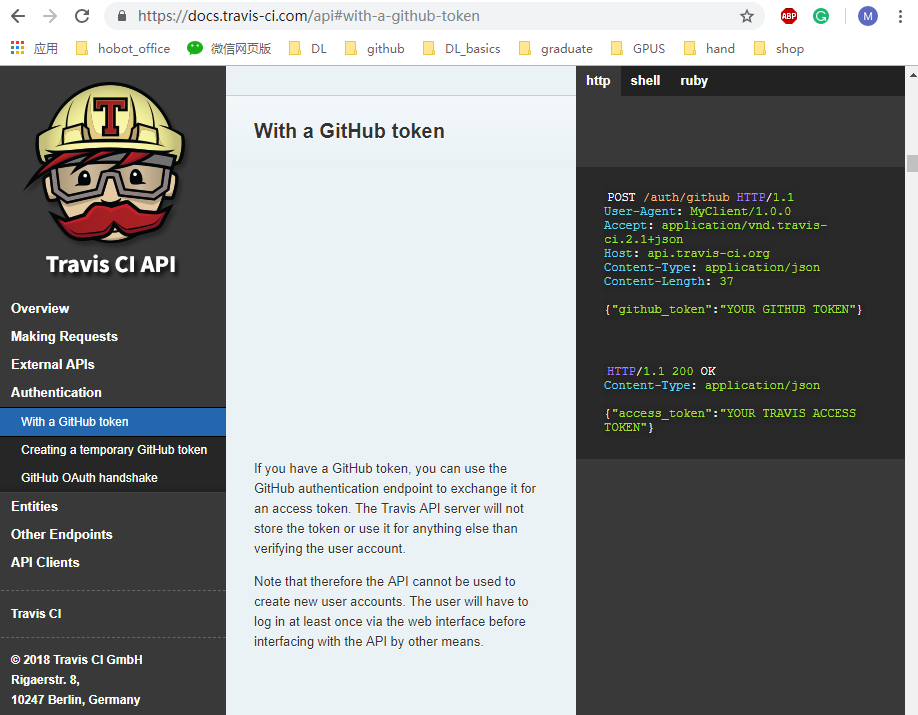 https://docs.travis-ci.com/api#with-a-github-token
ABP
M
应用
hobot_office
微信网页版
DL
github
DL_basics
graduate
GPUS
hand
shop
T
Travis CI API
Overview
Making Requests
External APIs
Authentication
With a GitHub token
Creating a temporary GitHub token
GitHub OAuth handshake
Entities
Other Endpoints
API Clients
Travis CI
© 2018 Travis CI GmbH
Rigaerstr. 8,
10247 Berlin, Germany
With a GitHub token
If you have a GitHub token, you can use the
GitHub authentication endpoint to exchange it for
an access token. The Travis API server will not
store the token or use it for anything else than
verifying the user account.
Note that therefore the API cannot be used to
create new user accounts. The user will have to
log in at least once via the web interface before
interfacing with the API by other means.
http shell ruby
POST /auth/github HTTP/1.1
User-Agent: MyClient/1.0.0
Accept: application/vnd.travis-
ci.2.1+json
Host: api.travis-ci.org
Content-Type: application/json
Content-Length: 37
{"github_token":"YOUR GITHUB TOKEN"}
HTTP/1.1 200 OK
Content-Type: application/json
{"access_token":"YOUR TRAVIS ACCESS
TOKEN"}